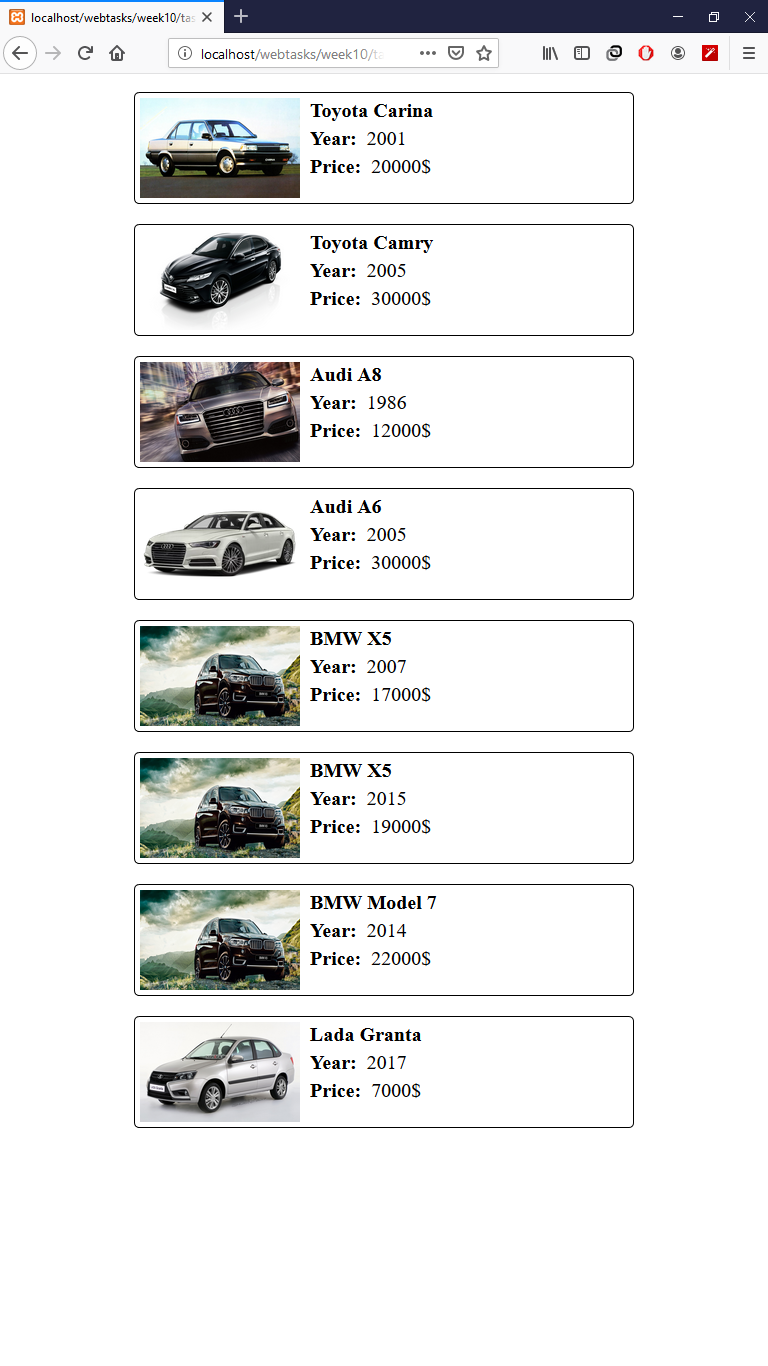 localhost/webtasks/week10/tas
localhost/webtasks/week10/ta
Toyota Carina
Year: 2001
Price: 20000$
Toyota Camry
Year: 2005
Price: 30000$
Audi A8
Year: 1986
Price: 12000$
Audi A6
Year: 2005
Price: 30000$
BMW X5
Year: 2007
Price: 17000$
BMW X5
Year: 2015
Price: 19000$
BMW Model 7
Year: 2014
Price: 22000$
Lada Granta
Year: 2017
Price: 7000$